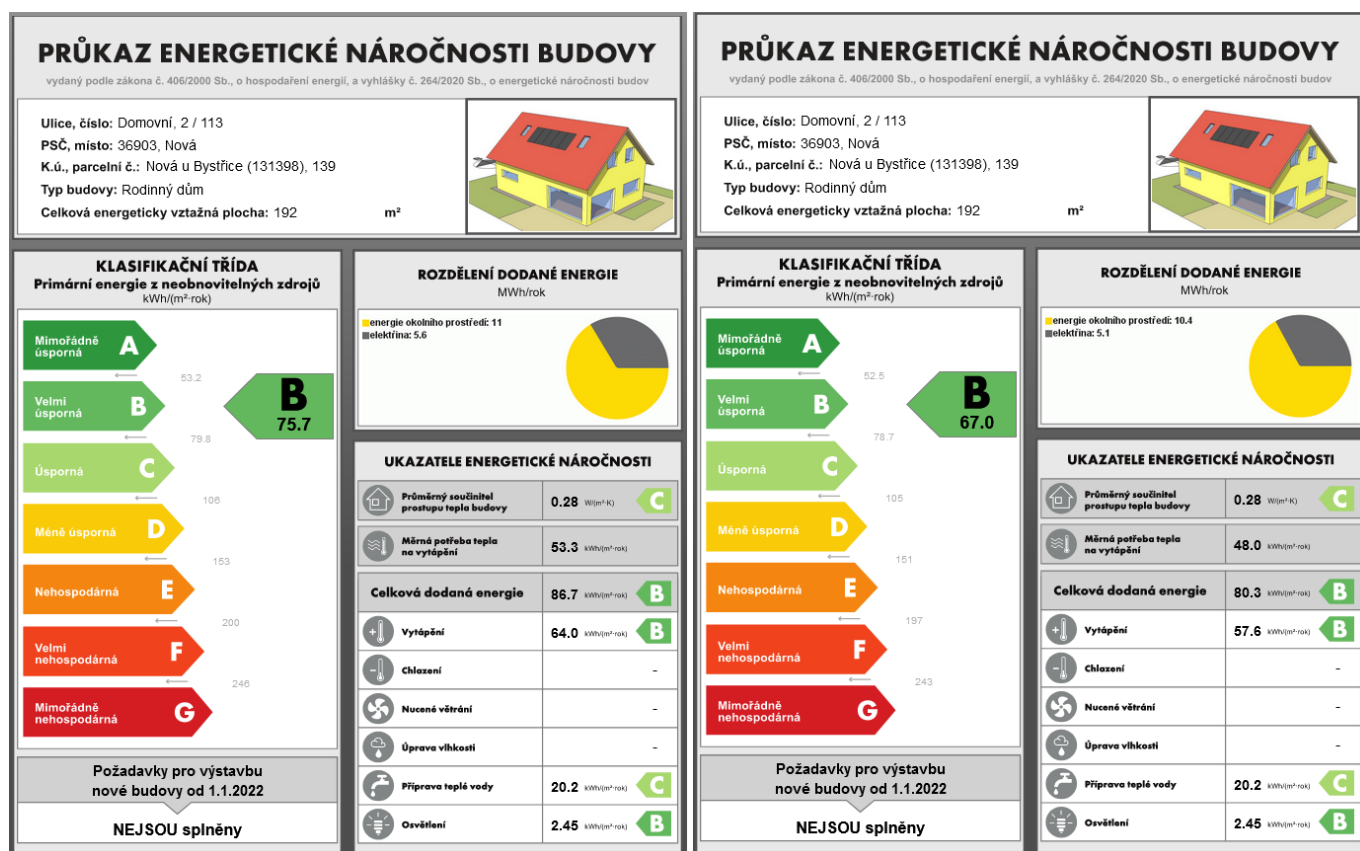 PRŮKAZ ENERGETICKÉ NÁROČNOSTI BUDOVY
vydaný podle zákona č. 406/2000 Sb., o hospodaření energií, a vyhlášky č. 264/2020 Sb., o energetické náročnosti budov
Ulice, číslo: Domovní, 2 / 113
PSČ, místo: 36903, Nová
K.ú., parcelní č.: Nová u Bystřice (131398), 139
Typ budovy: Rodinný dům
Celková energeticky vztažná plocha: 192 m²
KLASIFIKAČNÍ TŘÍDA
Primární energie z neobnovitelných zdrojů
kWh/(m²·rok)
Mimořádně úsporná A
53.2
Velmi úsporná B
79.8
Úsporná C
106
Méně úsporná D
153
Nehospodárná E
200
Velmi nehospodárná F
246
Mimořádně nehospodárná G
B
75.7
Požadavky pro výstavbu
nové budovy od 1.1.2022
NEJSOU splněny
ROZDĚLENÍ DODANÉ ENERGIE
MWh/rok
energie okolního prostředí: 11
elektřina: 5.6
UKAZATELE ENERGETICKÉ NÁROČNOSTI
Průměrný součinitel prostupu tepla budovy 0.28 W/(m²·K) C
Měrná potřeba tepla na vytápění 53.3 kWh/(m²·rok)
Celková dodaná energie 86.7 kWh/(m²·rok) B
Vytápění 64.0 kWh/(m²·rok) B
Chlazení -
Nucené větrání -
Úprava vlhkosti -
Příprava teplé vody 20.2 kWh/(m²·rok) C
Osvětlení 2.45 kWh/(m²·rok) B
PRŮKAZ ENERGETICKÉ NÁROČNOSTI BUDOVY
vydaný podle zákona č. 406/2000 Sb., o hospodaření energií, a vyhlášky č. 264/2020 Sb., o energetické náročnosti budov
Ulice, číslo: Domovní, 2 / 113
PSČ, místo: 36903, Nová
K.ú., parcelní č.: Nová u Bystřice (131398), 139
Typ budovy: Rodinný dům
Celková energeticky vztažná plocha: 192 m²
KLASIFIKAČNÍ TŘÍDA
Primární energie z neobnovitelných zdrojů
kWh/(m²·rok)
Mimořádně úsporná A
52.5
Velmi úsporná B
78.7
Úsporná C
105
Méně úsporná D
151
Nehospodárná E
197
Velmi nehospodárná F
243
Mimořádně nehospodárná G
B
67.0
Požadavky pro výstavbu
nové budovy od 1.1.2022
NEJSOU splněny
ROZDĚLENÍ DODANÉ ENERGIE
MWh/rok
energie okolního prostředí: 10.4
elektřina: 5.1
UKAZATELE ENERGETICKÉ NÁROČNOSTI
Průměrný součinitel prostupu tepla budovy 0.28 W/(m²·K) C
Měrná potřeba tepla na vytápění 48.0 kWh/(m²·rok)
Celková dodaná energie 80.3 kWh/(m²·rok) B
Vytápění 57.6 kWh/(m²·rok) B
Chlazení -
Nucené větrání -
Úprava vlhkosti -
Příprava teplé vody 20.2 kWh/(m²·rok) C
Osvětlení 2.45 kWh/(m²·rok) B